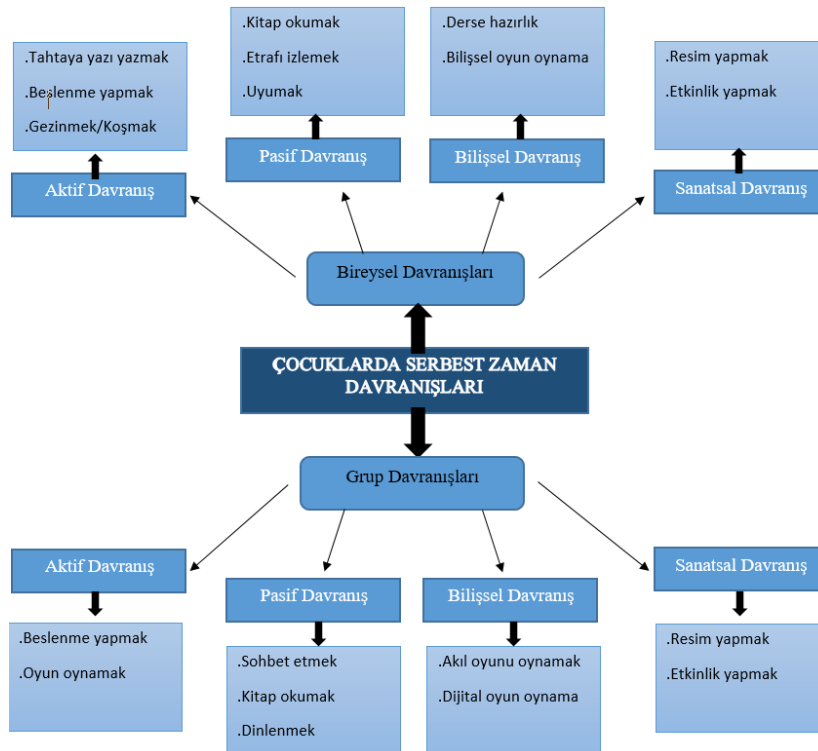 .Tahtaya yazı yazmak
.Beslenme yapmak
.Gezinmek/Koşmak
.Kitap okumak
.Etrafı izlemek
.Uyumak
.Derse hazırlık
.Bilişsel oyun oynama
.Resim yapmak
.Etkinlik yapmak
Aktif Davranış
Pasif Davranış
Bilişsel Davranış
Sanatsal Davranış
Bireysel Davranışları
ÇOCUKLARDA SERBEST ZAMAN
DAVRANIŞLARI
Grup Davranışları
Aktif Davranış
Pasif Davranış
Bilişsel Davranış
Sanatsal Davranış
.Beslenme yapmak
.Oyun oynamak
.Sohbet etmek
.Kitap okumak
.Dinlenmek
.Akıl oyunu oynamak
.Dijital oyun oynama
.Resim yapmak
.Etkinlik yapmak